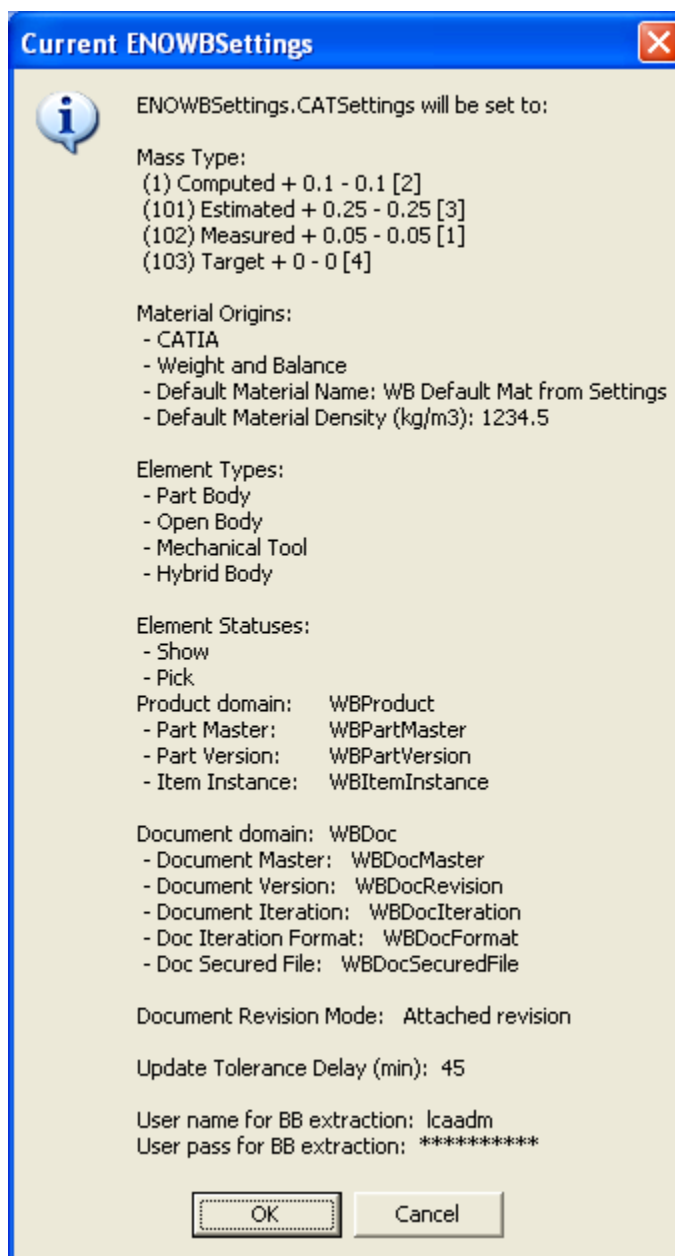 Current ENOWBSettings
ENOWBSettings.CATSettings will be set to:
Mass Type:
(1) Computed + 0.1 - 0.1 [2]
(101) Estimated + 0.25 - 0.25 [3]
(102) Measured + 0.05 - 0.05 [1]
(103) Target + 0 - 0 [4]
Material Origins:
- CATIA
- Weight and Balance
- Default Material Name: WB Default Mat from Settings
- Default Material Density (kg/m3): 1234.5
Element Types:
- Part Body
- Open Body
- Mechanical Tool
- Hybrid Body
Element Statuses:
- Show
- Pick
Product domain: WBProduct
- Part Master: WBPartMaster
- Part Version: WBPartVersion
- Item Instance: WBItemInstance
Document domain: WBDoc
- Document Master: WBDocMaster
- Document Version: WBDocRevision
- Document Iteration: WBDocIteration
- Doc Iteration Format: WBDocFormat
- Doc Secured File: WBDocSecuredFile
Document Revision Mode: Attached revision
Update Tolerance Delay (min): 45
User name for BB extraction: lcaadm
User pass for BB extraction: **********
OK Cancel